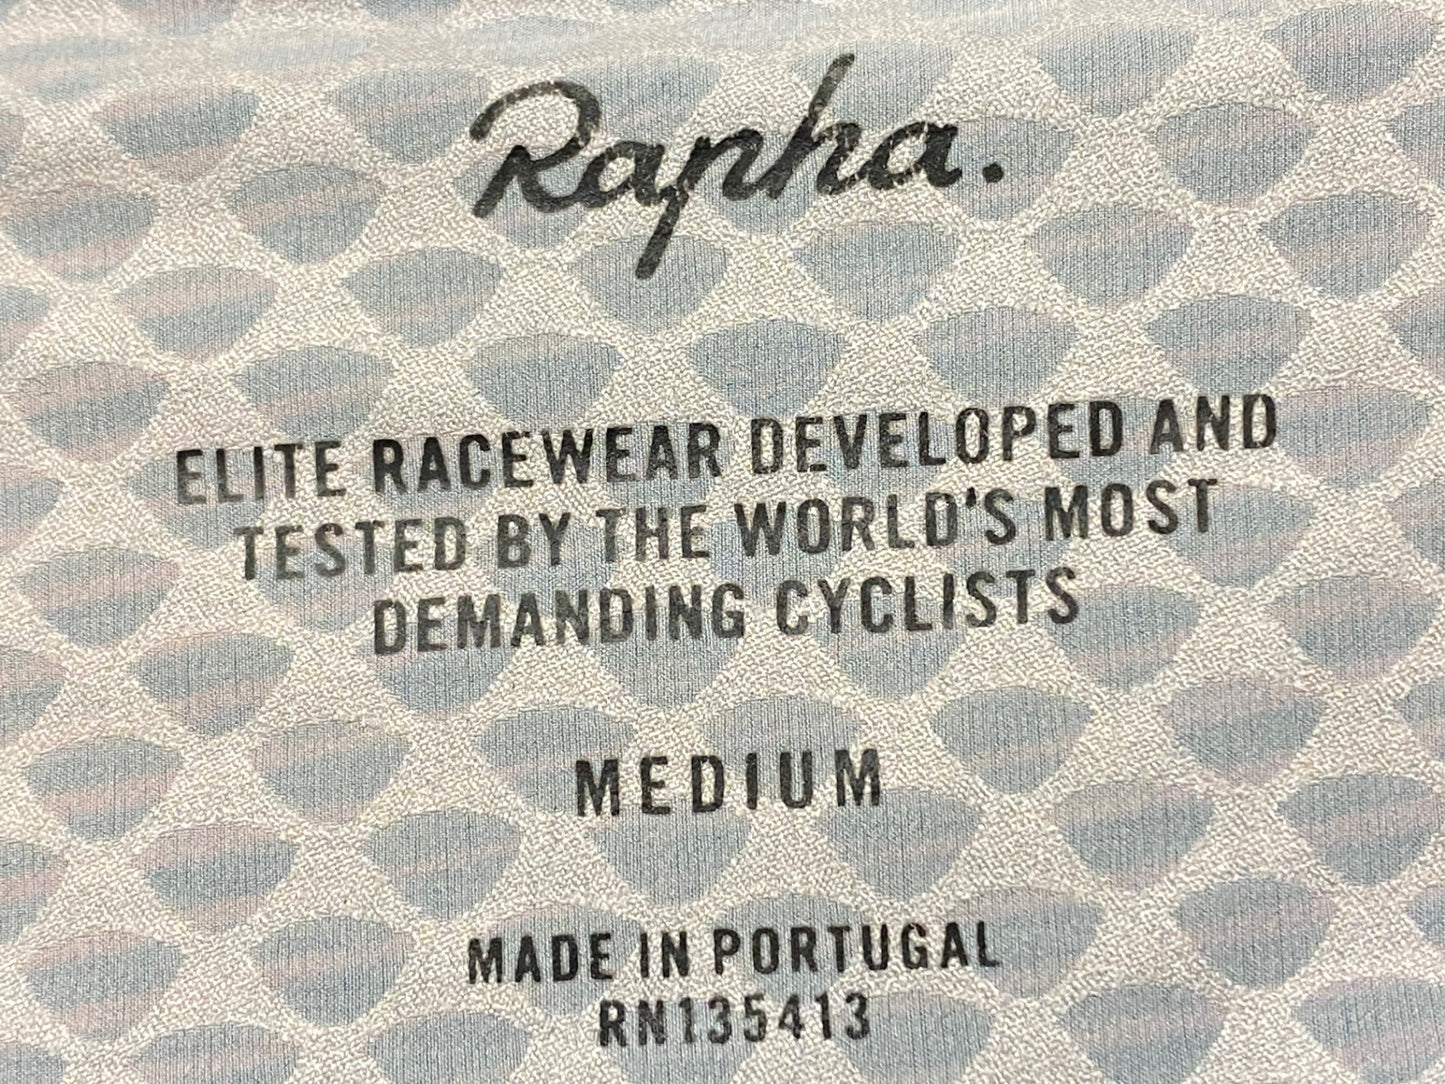 Rapha.
ELITE RACEWEAR DEVELOPED AND
TESTED BY THE WORLD'S MOST
DEMANDING CYCLISTS
MEDIUM
MADE IN PORTUGAL
RN135413